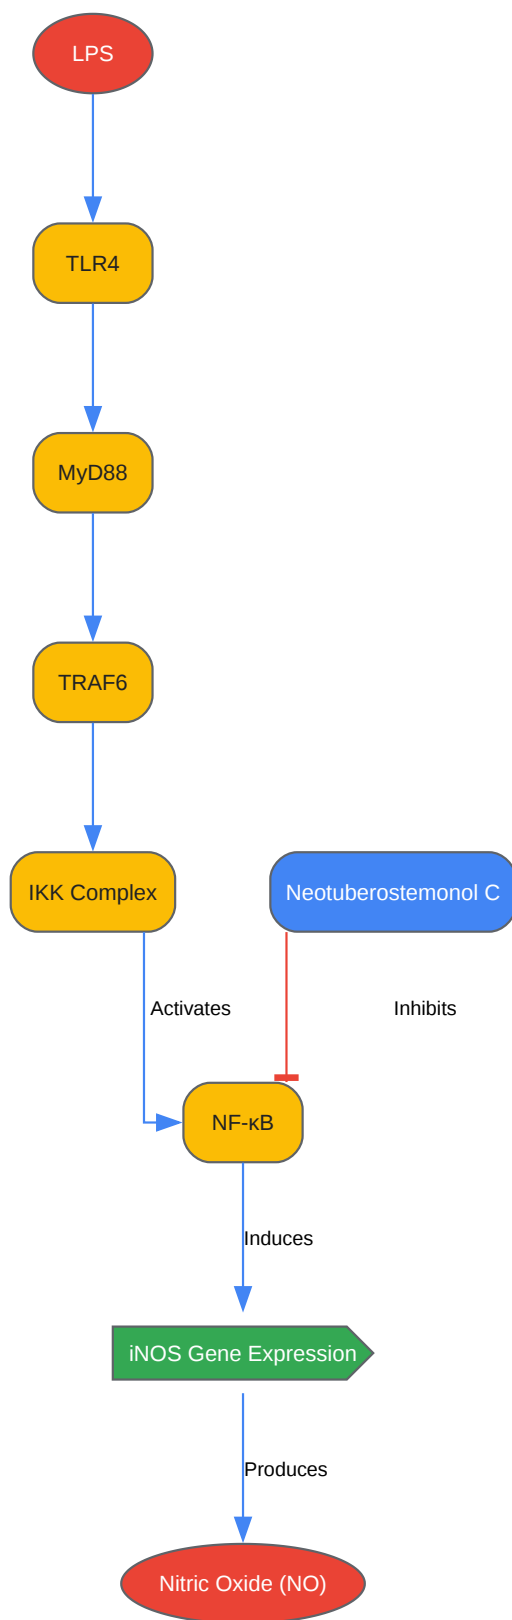 LPS
TLR4
MyD88
TRAF6
IKK Complex
Neotuberostemonol C
Activates
Inhibits
NF-κB
Induces
iNOS Gene Expression
Produces
Nitric Oxide (NO)